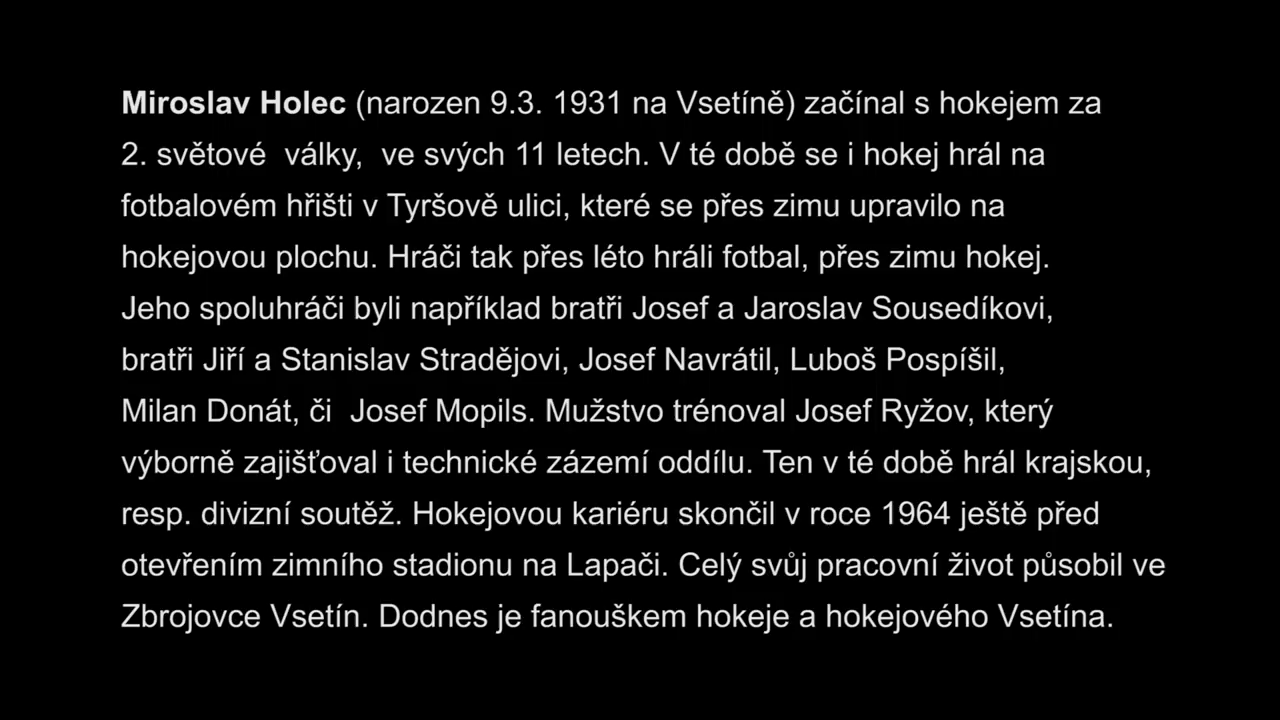 Miroslav Holec (narozen 9.3. 1931 na Vsetíně) začínal s hokejem za
2. světové  války,  ve svých 11 letech. V té době se i hokej hrál na
fotbalovém hřišti v Tyršově ulici, které se přes zimu upravilo na
hokejovou plochu. Hráči tak přes léto hráli fotbal, přes zimu hokej.
Jeho spoluhráči byli například bratři Josef a Jaroslav Sousedíkovi,
bratři Jiří a Stanislav Stradějovi, Josef Navrátil, Luboš Pospíšil,
Milan Donát, či  Josef Mopils. Mužstvo trénoval Josef Ryžov, který
výborně zajišťoval i technické zázemí oddílu. Ten v té době hrál krajskou,
resp. divizní soutěž. Hokejovou kariéru skončil v roce 1964 ještě před
otevřením zimního stadionu na Lapači. Celý svůj pracovní život působil ve
Zbrojovce Vsetín. Dodnes je fanouškem hokeje a hokejového Vsetína.